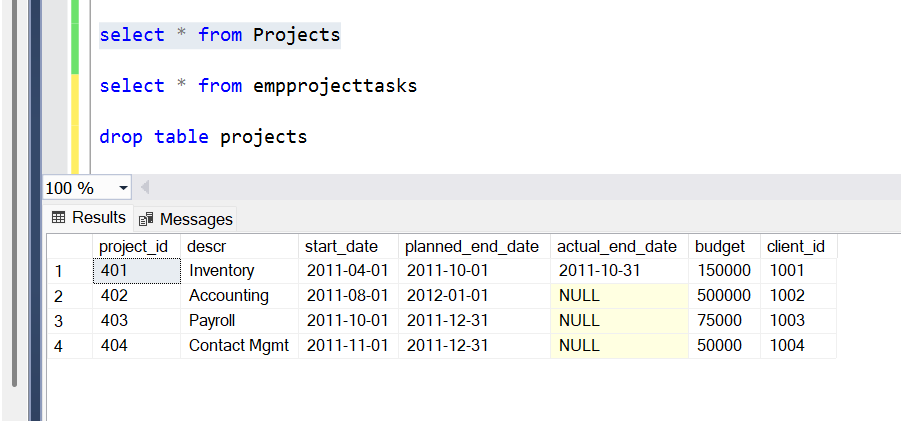 select * from Projects
select * from empprojecttasks
drop table projects
100 %
Results Messages
project_id descr start_date planned_end_date actual_end_date budget client_id
1 401 Inventory 2011-04-01 2011-10-01 2011-10-31 150000 1001
2 402 Accounting 2011-08-01 2012-01-01 NULL 500000 1002
3 403 Payroll 2011-10-01 2011-12-31 NULL 75000 1003
4 404 Contact Mgmt 2011-11-01 2011-12-31 NULL 50000 1004